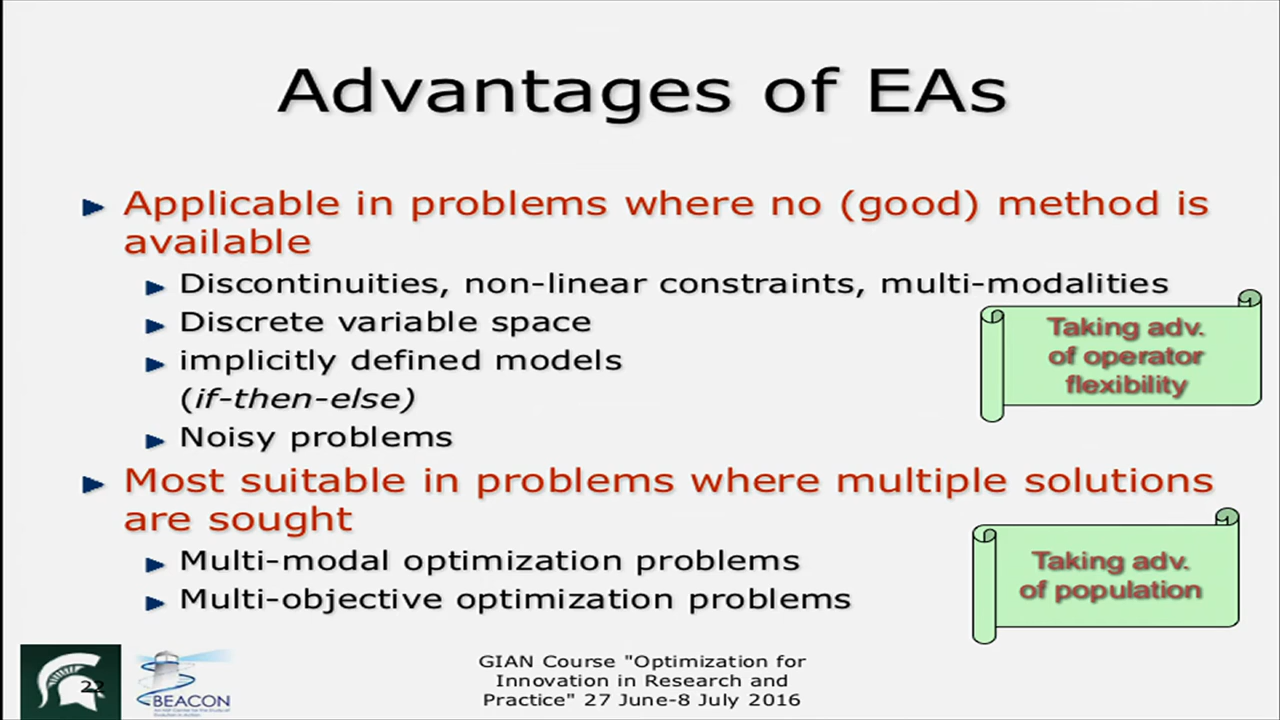 Advantages of EAs
Applicable in problems where no (good) method is
available
Discontinuities, non-linear constraints, multi-modalities
Discrete variable space
implicitly defined models
(if-then-else)
Noisy problems
Taking adv.
of operator
flexibility
Most suitable in problems where multiple solutions
are sought
Multi-modal optimization problems
Multi-objective optimization problems
Taking adv.
of population
22
BEACON
GIAN Course "Optimization for
Innovation in Research and
Practice" 27 June-8 July 2016